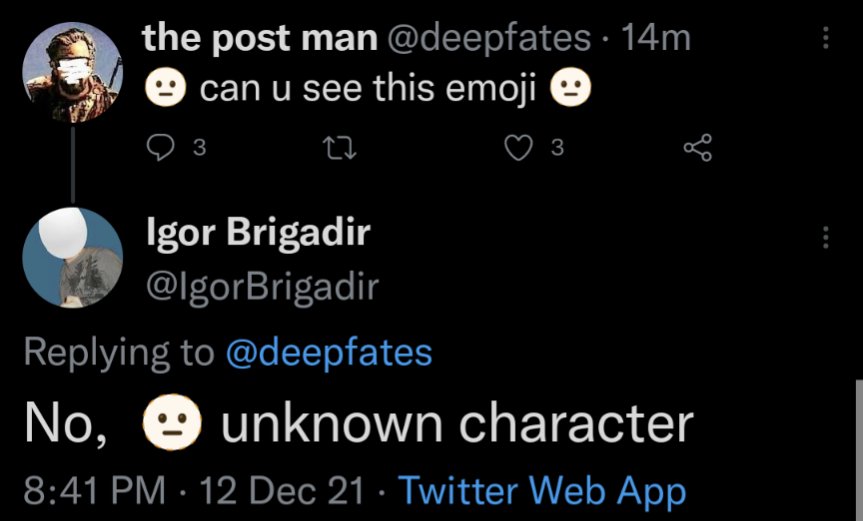 the post man @deepfates · 14m
😐 can u see this emoji 😐
3 3
Igor Brigadir
@IgorBrigadir
Replying to @deepfates
No, 😐 unknown character
8:41 PM · 12 Dec 21 · Twitter Web App